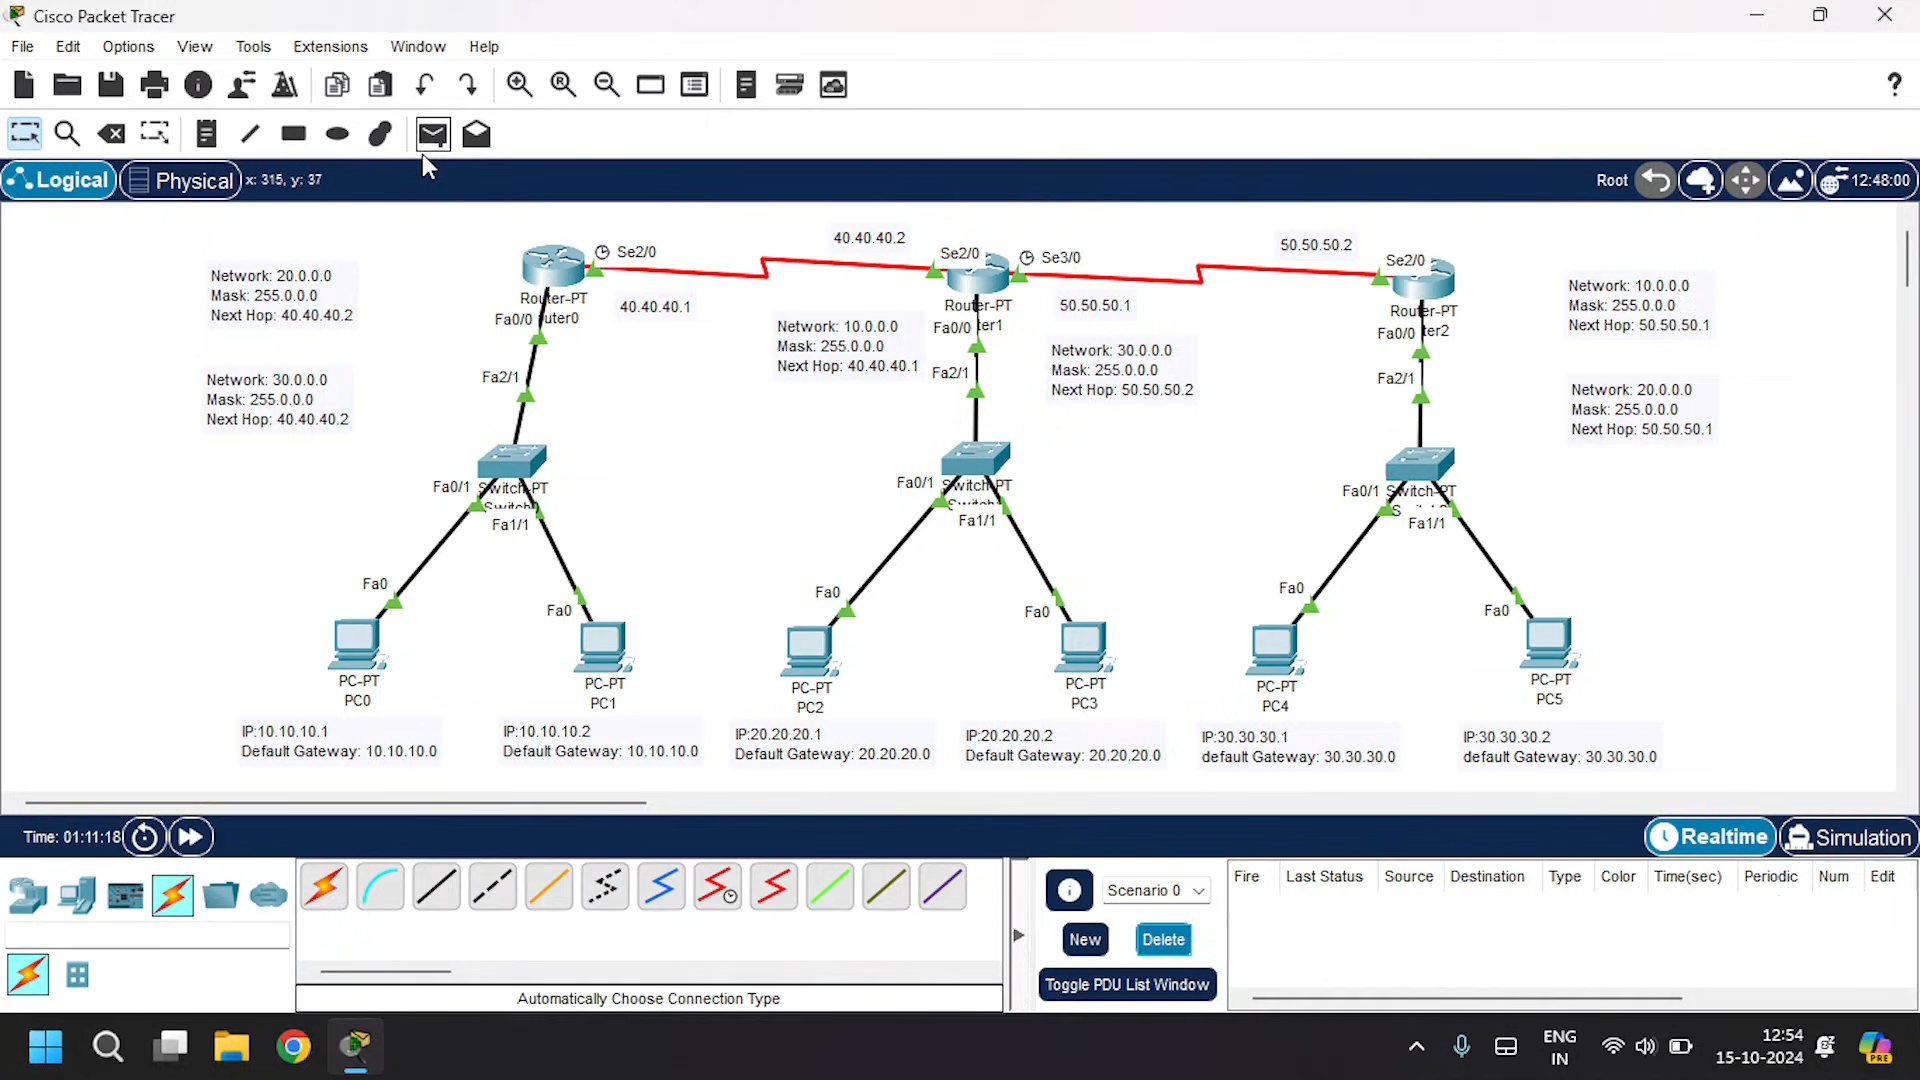 Cisco Packet Tracer
File Edit Options View Tools Extensions Window Help
Logical Physical x: 315, y: 37 Root 12:48:00
40.40.40.2
50.50.50.2
Se2/0
Se2/0
Se3/0
Se2/0
40.40.40.1
50.50.50.1
Network: 20.0.0.0
Mask: 255.0.0.0
Next Hop: 40.40.40.2
Network: 30.0.0.0
Mask: 255.0.0.0
Next Hop: 40.40.40.2
Router-PT
Fa0/0 uter0
Fa2/1
Network: 10.0.0.0
Mask: 255.0.0.0
Next Hop: 40.40.40.1
Router-PT
Fa0/0 ter1
Fa2/1
Network: 30.0.0.0
Mask: 255.0.0.0
Next Hop: 50.50.50.2
Router-PT
Fa0/0 ter2
Fa2/1
Network: 10.0.0.0
Mask: 255.0.0.0
Next Hop: 50.50.50.1
Network: 20.0.0.0
Mask: 255.0.0.0
Next Hop: 50.50.50.1
Fa0/1 Switch-PT
Fa1/1
Fa0/1 Switch-PT
Fa1/1
Fa0/1 Switch-PT
Fa1/1
Fa0
Fa0
Fa0
Fa0
Fa0
Fa0
PC-PT
PC0
PC-PT
PC1
PC-PT
PC2
PC-PT
PC3
PC-PT
PC4
PC-PT
PC5
IP:10.10.10.1
Default Gateway: 10.10.10.0
IP:10.10.10.2
Default Gateway: 10.10.10.0
IP:20.20.20.1
Default Gateway: 20.20.20.0
IP:20.20.20.2
Default Gateway: 20.20.20.0
IP:30.30.30.1
default Gateway: 30.30.30.0
IP:30.30.30.2
default Gateway: 30.30.30.0
Time: 01:11:18
Realtime Simulation
Scenario 0
New Delete
Toggle PDU List Window
Fire Last Status Source Destination Type Color Time(sec) Periodic Num Edit
Automatically Choose Connection Type
ENG
IN
12:54
15-10-2024
PRE